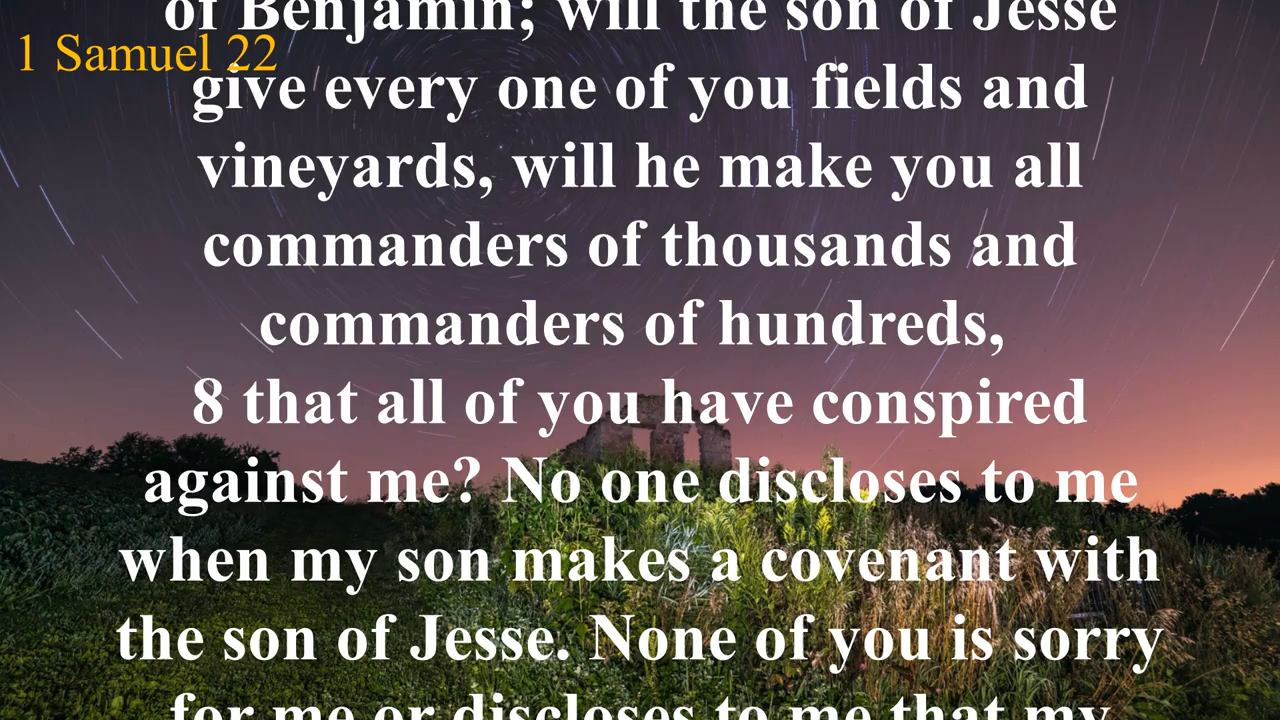 of Benjamin; will the son of Jesse
1 Samuel 22
give every one of you fields and
vineyards, will he make you all
commanders of thousands and
commanders of hundreds,
8 that all of you have conspired
against me? No one discloses to me
when my son makes a covenant with
the son of Jesse. None of you is sorry
for me or discloses to me that my